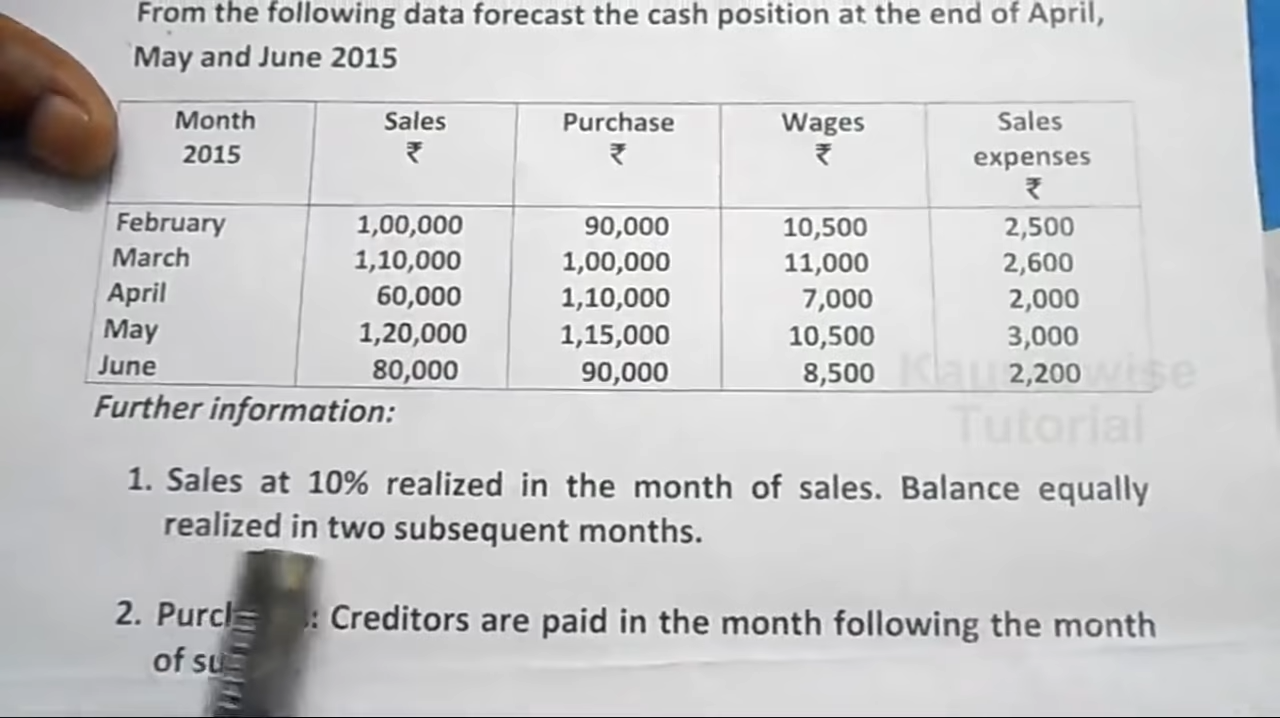 From the following data forecast the cash position at the end of April,
May and June 2015
Month 2015 Sales ₹ Purchase ₹ Wages ₹ Sales expenses ₹
February 1,00,000 90,000 10,500 2,500
March 1,10,000 1,00,000 11,000 2,600
April 60,000 1,10,000 7,000 2,000
May 1,20,000 1,15,000 10,500 3,000
June 80,000 90,000 8,500 2,200
Further information:
1. Sales at 10% realized in the month of sales. Balance equally
realized in two subsequent months.
2. : Creditors are paid in the month following the month
of
Tutorial